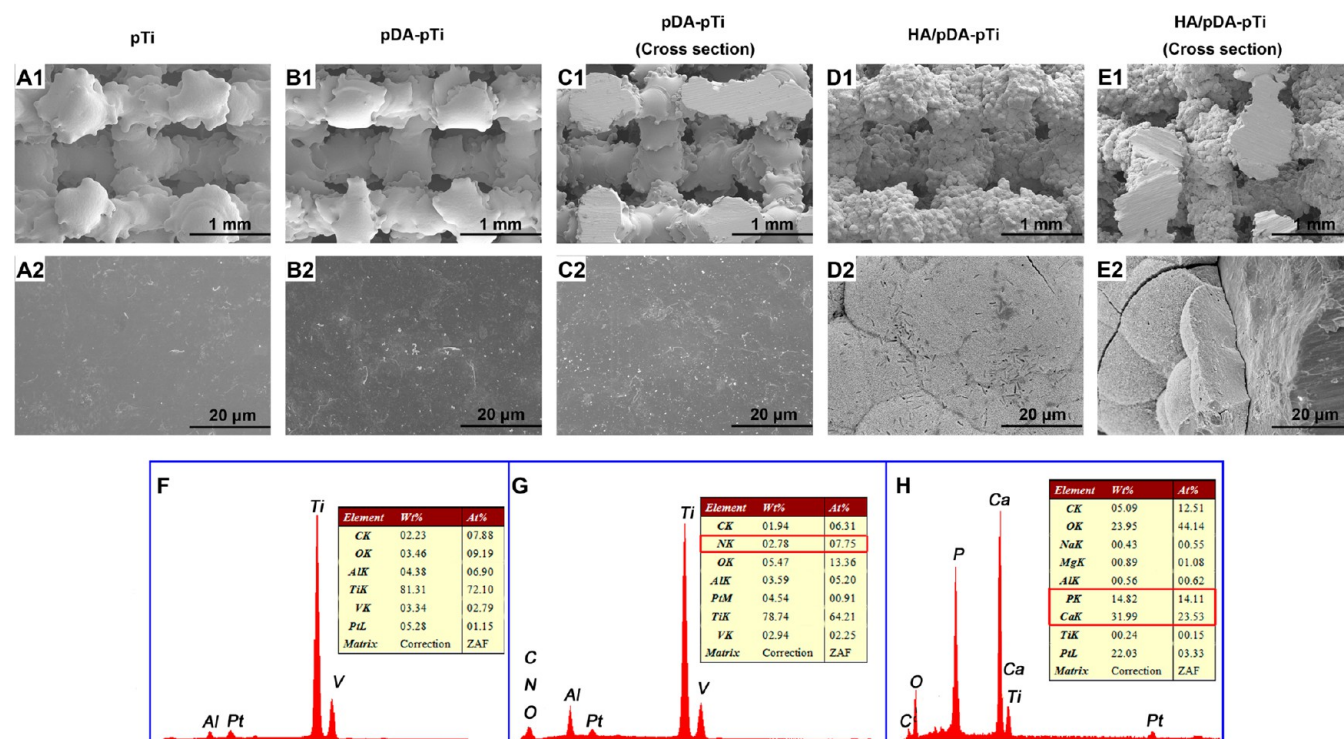 pTi
pDA-pTi
pDA-pTi
(Cross section)
HA/pDA-pTi
HA/pDA-pTi
(Cross section)
A1
1 mm
B1
1 mm
C1
1 mm
D1
1 mm
E1
1 mm
A2
20 μm
B2
20 μm
C2
20 μm
D2
20 μm
E2
20 μm
F
Ti
V
Al
Pt
Element Wt% At%
CK 02.23 07.88
OK 03.46 09.19
AlK 04.38 06.90
TiK 81.31 72.10
VK 03.34 02.79
PtL 05.28 01.15
Matrix Correction ZAF
G
Ti
C
N
O
Al
Pt
V
Element Wt% At%
CK 01.94 06.31
NK 02.78 07.75
OK 05.47 13.36
AlK 03.59 05.20
PtM 04.54 00.91
TiK 78.74 64.21
VK 02.94 02.25
Matrix Correction ZAF
H
Ca
P
O
C
Ca
Ti
Pt
Element Wt% At%
CK 05.09 12.51
OK 23.95 44.14
NaK 00.43 00.55
MgK 00.89 01.08
AlK 00.56 00.62
PK 14.82 14.11
CaK 31.99 23.53
TiK 00.24 00.15
PtL 22.03 03.33
Matrix Correction ZAF